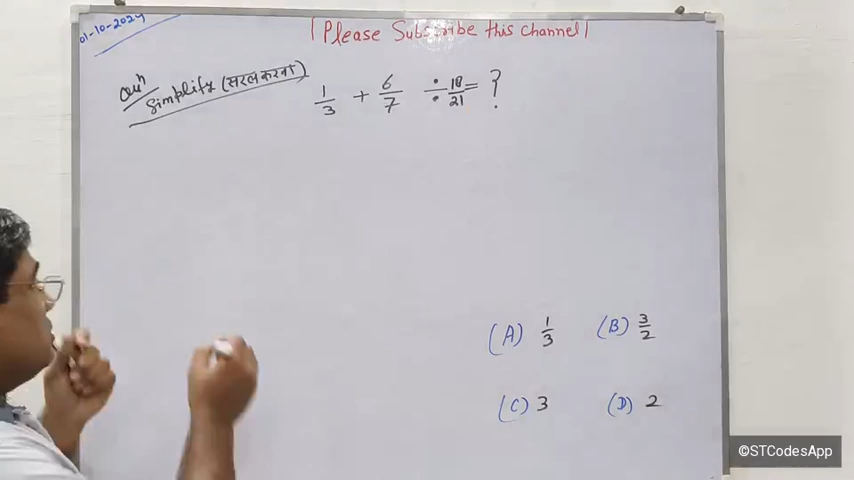 01-10-2024
| Please Subscribe this channel |
Quⁿ Simplify (सरल करना)
1/3 + 6/7 ÷ 18/21 = ?
(A) 1/3 (B) 3/2
(C) 3 (D) 2
©STCodesApp